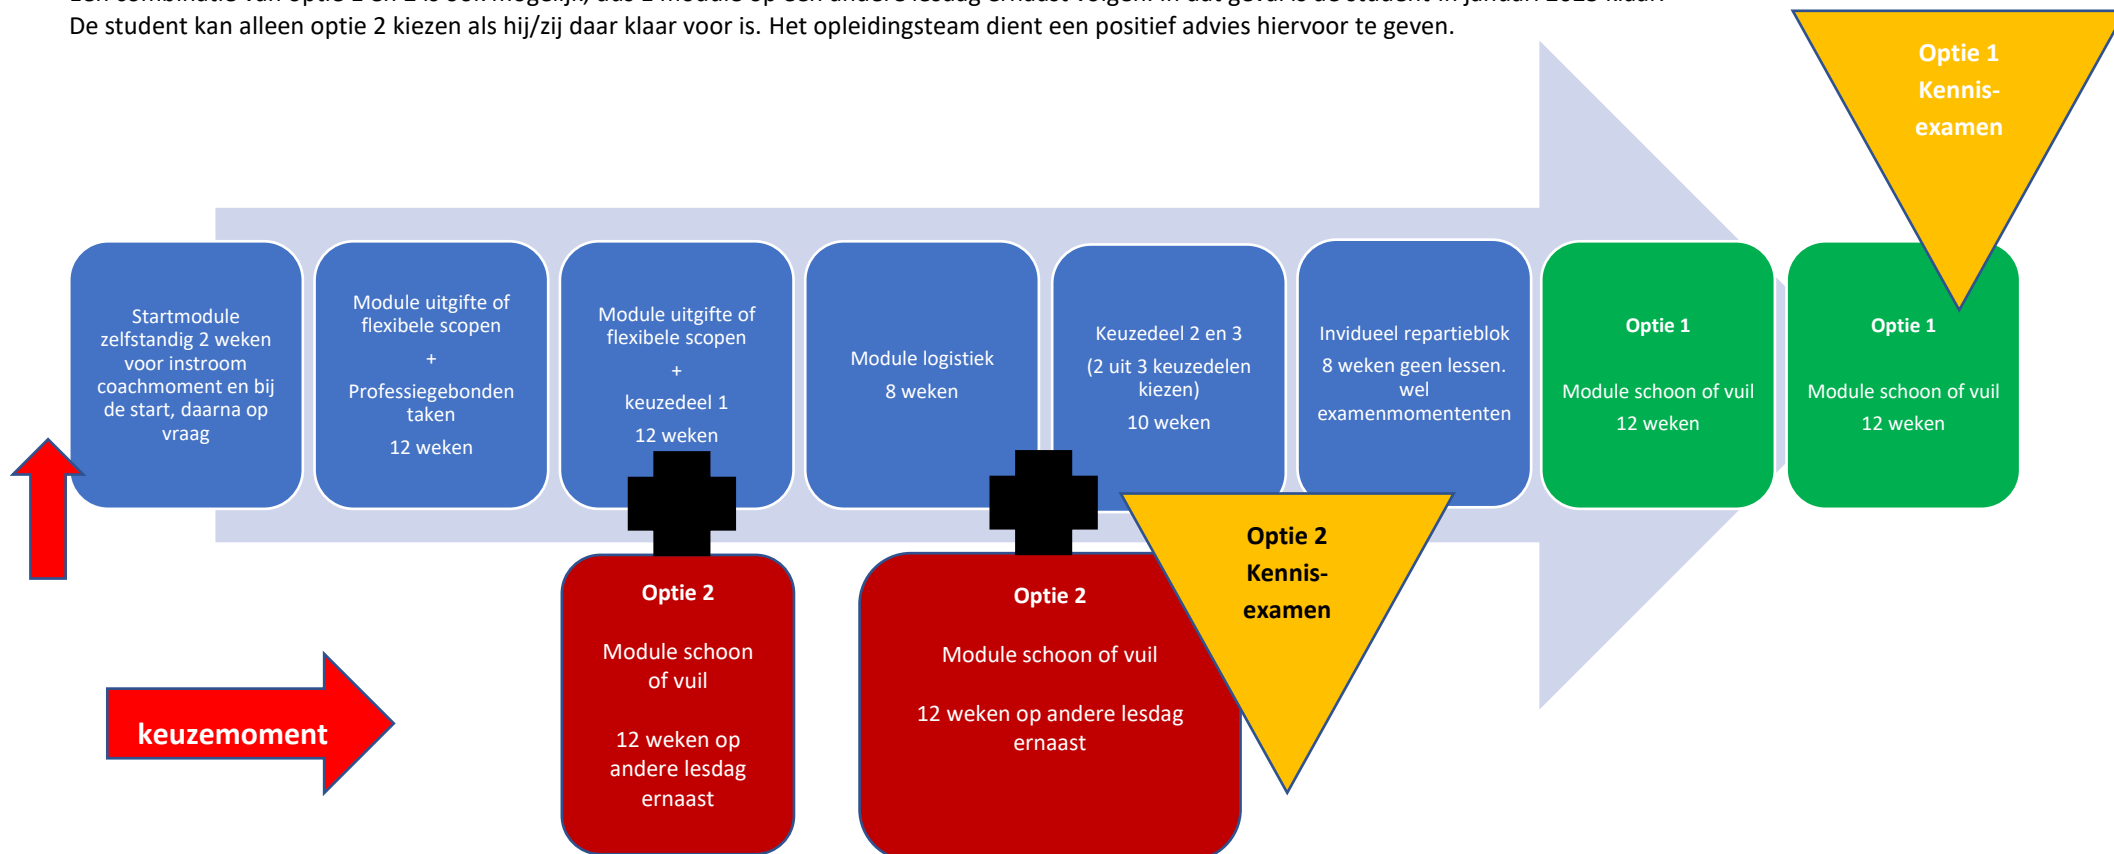 De student kan alleen optie 2 kiezen als hij/zij daar klaar voor is. Het opleidingsteam dient een positief advies hiervoor te geven.
Optie 1
Kennis-
examen
Startmodule
zelfstandig 2 weken
voor instroom
coachmoment en bij
de start, daarna op
vraag
Module uitgifte of
flexibele scopen
+
Professiegebonden
taken
12 weken
Module uitgifte of
flexibele scopen
+
keuzedeel 1
12 weken
Module logistiek
8 weken
Keuzedeel 2 en 3
(2 uit 3 keuzedelen
kiezen)
10 weken
Invidueel repartieblok
8 weken geen lessen.
wel
examenmomententen
Optie 1
Module schoon of vuil
12 weken
Optie 1
Module schoon of vuil
12 weken
Optie 2
Module schoon
of vuil
12 weken op
andere lesdag
ernaast
Optie 2
Module schoon of vuil
12 weken op andere lesdag
ernaast
Optie 2
Kennis-
examen
keuzemoment